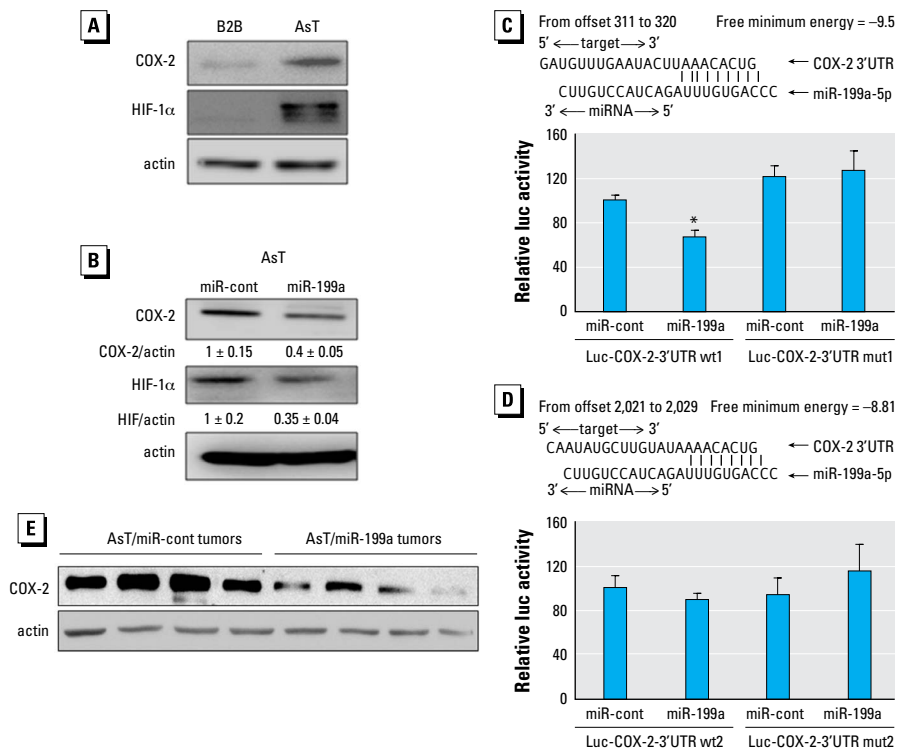 A
B2B AsT
COX-2
HIF-1α
actin
B
AsT
miR-cont miR-199a
COX-2
COX-2/actin 1 ± 0.15 0.4 ± 0.05
HIF-1α
HIF/actin 1 ± 0.2 0.35 ± 0.04
actin
E
AsT/miR-cont tumors AsT/miR-199a tumors
COX-2
actin
C
From offset 311 to 320 Free minimum energy = –9.5
5′ ←target→ 3′
GAUGUUUGAAUACUUAAACACUG ← COX-2 3′UTR
CUUGUCCAUCAGAUUUGUGACCC ← miR-199a-5p
3′ ← miRNA → 5′
Relative luc activity
160
120
80
40
0
*
miR-cont miR-199a miR-cont miR-199a
Luc-COX-2-3′UTR wt1 Luc-COX-2-3′UTR mut1
D
From offset 2,021 to 2,029 Free minimum energy = –8.81
5′ ←target→ 3′
CAAUAUGCUUGUAUAAAACACUG ← COX-2 3′UTR
CUUGUCCAUCAGAUUUGUGACCC ← miR-199a-5p
3′ ← miRNA → 5′
Relative luc activity
160
120
80
40
0
miR-cont miR-199a miR-cont miR-199a
Luc-COX-2-3′UTR wt2 Luc-COX-2-3′UTR mut2